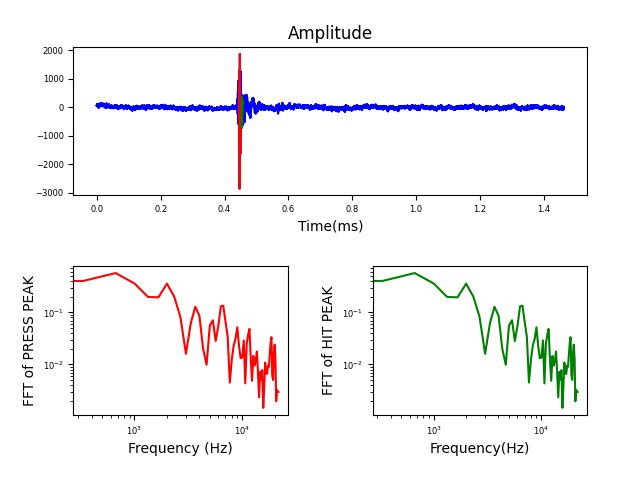 Amplitude
2000
1000
0
−1000
−2000
−3000
0.0 0.2 0.4 0.6 0.8 1.0 1.2 1.4
Time(ms)
FFT of PRESS PEAK
10⁻¹
10⁻²
10³ 10⁴
Frequency (Hz)
FFT of HIT PEAK
10⁻¹
10⁻²
10³ 10⁴
Frequency(Hz)